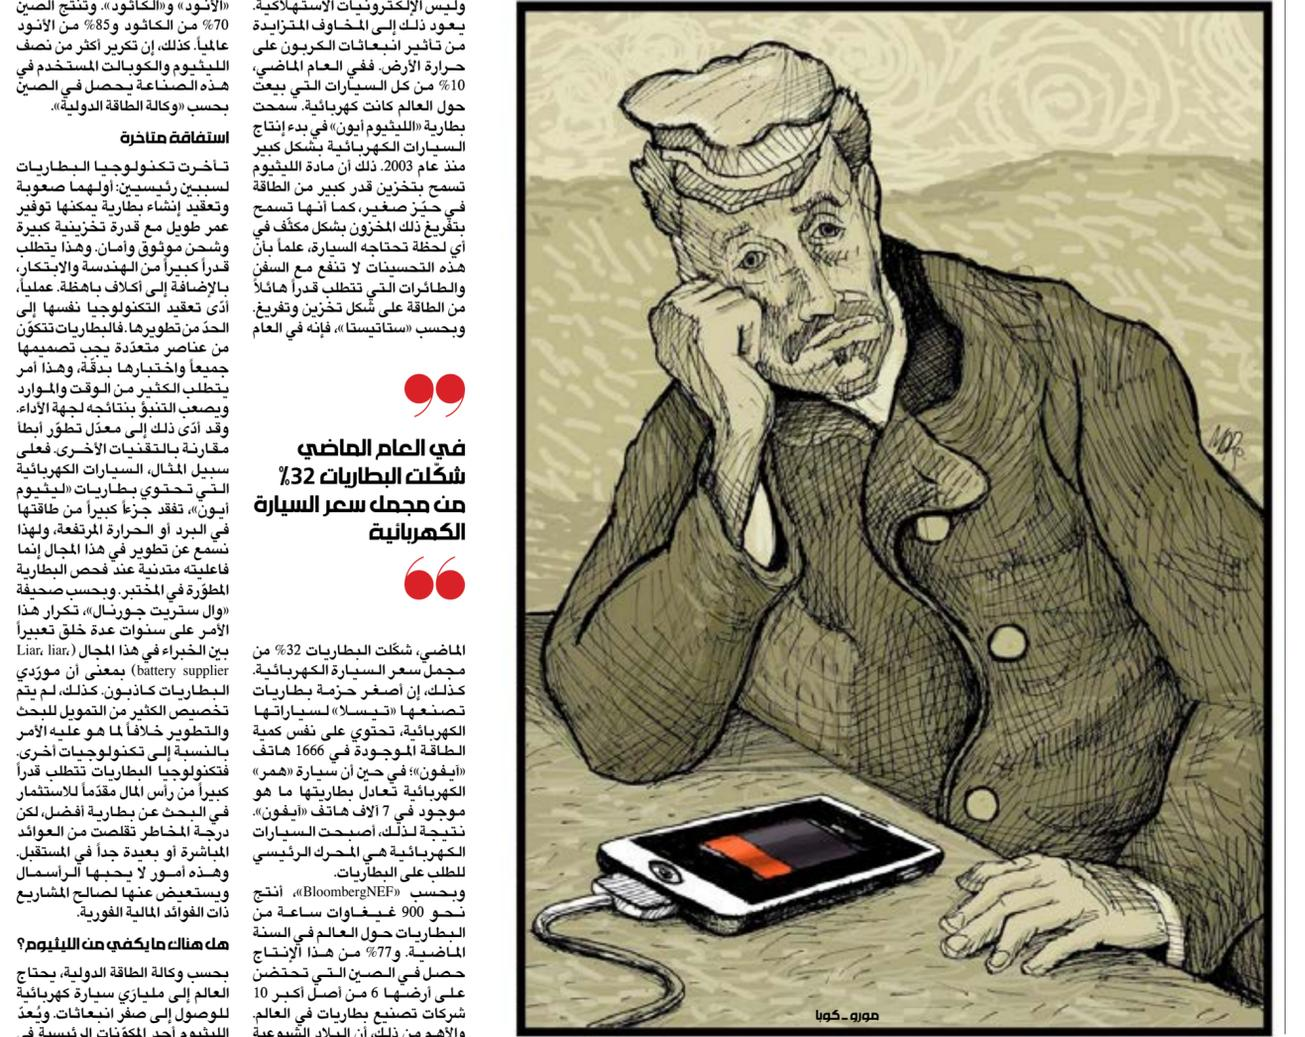 وليس الإلكترونيات الاستهلاكية.
يعود ذلك إلى المخاوف المتزايدة
من تأثير انبعاثات الكربون على
حرارة الأرض. ففي العام الماضي،
10% من كل السيارات التي بيعت
حول العالم كانت كهربائية. سمحت
بطارية «الليثيوم أيون» في بدء إنتاج
السيارات الكهربائية بشكل كبير
منذ عام 2003. ذلك أن مادة الليثيوم
تسمح بتخزين قدر كبير من الطاقة
في حيّز صغير، كما أنها تسمح
بتفريغ ذلك المخزون بشكل مكثّف في
أي لحظة تحتاجه السيارة، علماً بأن
هذه التحسينات لا تنفع مع السفن
والطائرات التي تتطلب قدراً هائلاً
من الطاقة على شكل تخزين وتفريغ.
وبحسب «ستاتيستا»، فإنه في العام
في العام الماضي
شكّلت البطاريات 32%
من مجمل سعر السيارة
الكهربائية
الماضي، شكّلت البطاريات 32% من
مجمل سعر السيارة الكهربائية.
كذلك، إن أصغر حزمة بطاريات
تصنعها «تيسلا» لسياراتها
الكهربائية، تحتوي على نفس كمية
الطاقة الموجودة في 1666 هاتف
«آيفون»؛ في حين أن سيارة «همر»
الكهربائية تعادل بطاريتها ما هو
موجود في 7 آلاف هاتف «آيفون».
نتيجة لذلك، أصبحت السيارات
الكهربائية هي المحرك الرئيسي
للطلب على البطاريات.
وبحسب «BloombergNEF»، أنتج
نحو 900 غيغاوات ساعة من
البطاريات حول العالم في السنة
الماضية. و77% من هذا الإنتاج
حصل في الصين التي تحتضن
على أرضها 6 من أصل أكبر 10
شركات تصنيع بطاريات في العالم.
والأهم من ذلك، أن البلاد الشيوعية
«الأنود» و«الكاثود». وتنتج الصين
70% من الكاثود و85% من الأنود
عالمياً. كذلك، إن تكرير أكثر من نصف
الليثيوم والكوبالت المستخدم في
هذه الصناعة يحصل في الصين
بحسب «وكالة الطاقة الدولية».
استفاقة متأخرة
تأخرت تكنولوجيا البطاريات
لسببين رئيسيين: أولهما صعوبة
وتعقيد إنشاء بطارية يمكنها توفير
عمر طويل مع قدرة تخزينية كبيرة
وشحن موثوق وأمان. وهذا يتطلب
قدراً كبيراً من الهندسة والابتكار،
بالإضافة إلى أكلاف باهظة. عملياً،
أدّى تعقيد التكنولوجيا نفسها إلى
الحدّ من تطويرها. فالبطاريات تتكوّن
من عناصر متعدّدة يجب تصميمها
جميعاً واختبارها بدقّة، وهذا أمر
يتطلب الكثير من الوقت والموارد
ويصعب التنبؤ بنتائجه لجهة الأداء.
وقد أدّى ذلك إلى معدّل تطوّر أبطأ
مقارنة بالتقنيات الأخرى. فعلى
سبيل المثال، السيارات الكهربائية
التي تحتوي بطاريات «ليثيوم
أيون»، تفقد جزءاً كبيراً من طاقتها
في البرد أو الحرارة المرتفعة، ولهذا
نسمع عن تطوير في هذا المجال إنما
فاعليته متدنية عند فحص البطارية
المطوّرة في المختبر. وبحسب صحيفة
«وال ستريت جورنال»، تكرار هذا
الأمر على سنوات عدة خلق تعبيراً
بين الخبراء في هذا المجال (Liar، liar،
battery supplier) بمعنى أن مورّدي
البطاريات كاذبون. كذلك، لم يتم
تخصيص الكثير من التمويل للبحث
والتطوير خلافاً لما هو عليه الأمر
بالنسبة إلى تكنولوجيات أخرى.
فتكنولوجيا البطاريات تتطلب قدراً
كبيراً من رأس المال مقدّماً للاستثمار
في البحث عن بطارية أفضل، لكن
درجة المخاطر تقلصت من العوائد
المباشرة أو بعيدة جداً في المستقبل.
وهذه أمور لا يحبها الرأسمال
ويستعيض عنها لصالح المشاريع
ذات الفوائد المالية الفورية.
هل هناك ما يكفي من الليثيوم؟
بحسب وكالة الطاقة الدولية، يحتاج
العالم إلى ملياري سيارة كهربائية
للوصول إلى صفر انبعاثات. ويُعدّ
الليثيوم أحد المكوّنات الرئيسية في
مورو ـ كوبا